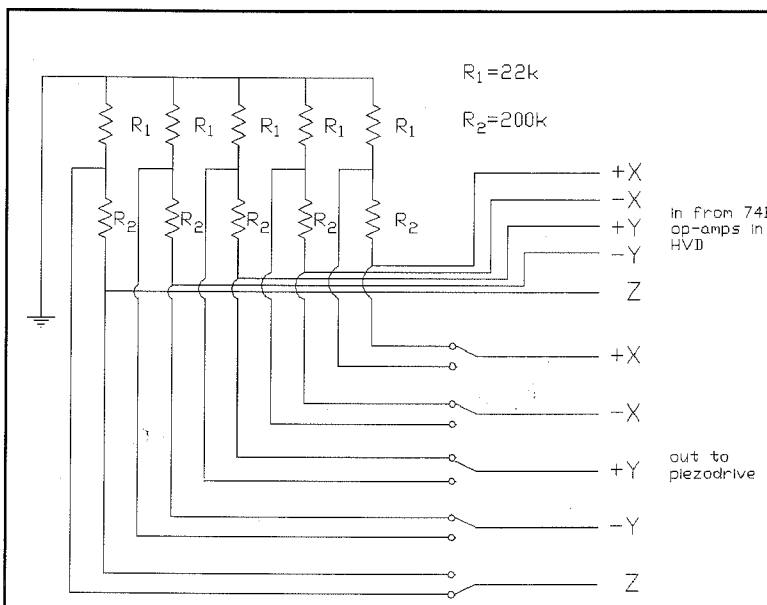 R1=22k
R2=200k
R1 R1 R1 R1 R1
R2 R2 R2 R2 R2
+X
-X
+Y
-Y
Z
In from 741
op-amps in
HVD
+X
-X
+Y
-Y
Z
out to
piezodrive